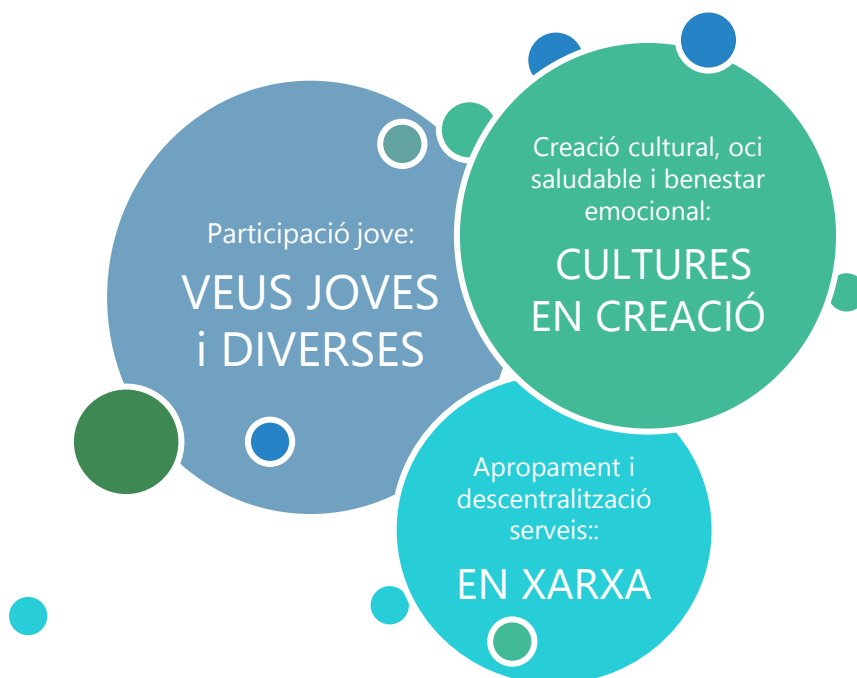 Participació jove:
VEUS JOVES
i DIVERSES
Creació cultural, oci
saludable i benestar
emocional:
CULTURES
EN CREACIÓ
Apropament i
descentralització
serveis::
EN XARXA